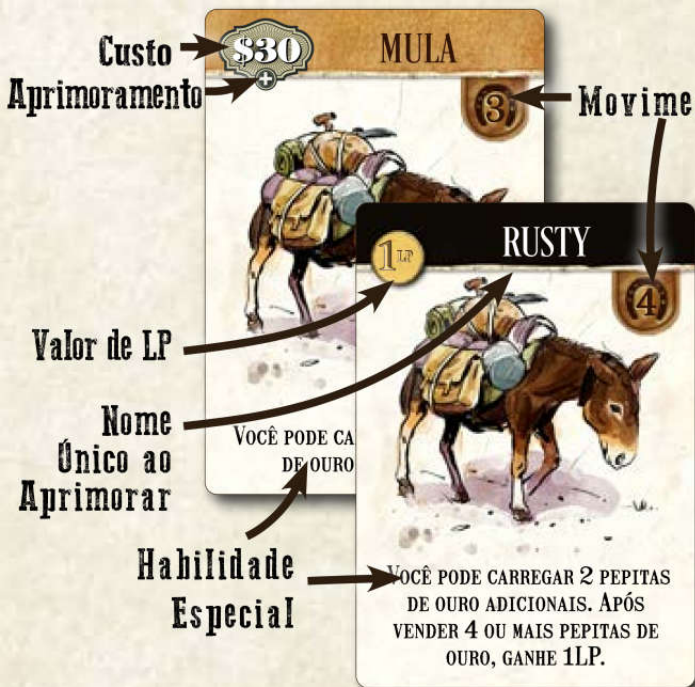 Custo
Aprimoramento
$30
+
MULA
3
Movime
1LP
RUSTY
4
Valor de LP
Nome
Único ao
Aprimorar
VOCÊ PODE CA
DE OURO
Habilidade
Especial
VOCÊ PODE CARREGAR 2 PEPITAS
DE OURO ADICIONAIS. APÓS
VENDER 4 OU MAIS PEPITAS DE
OURO, GANHE 1LP.